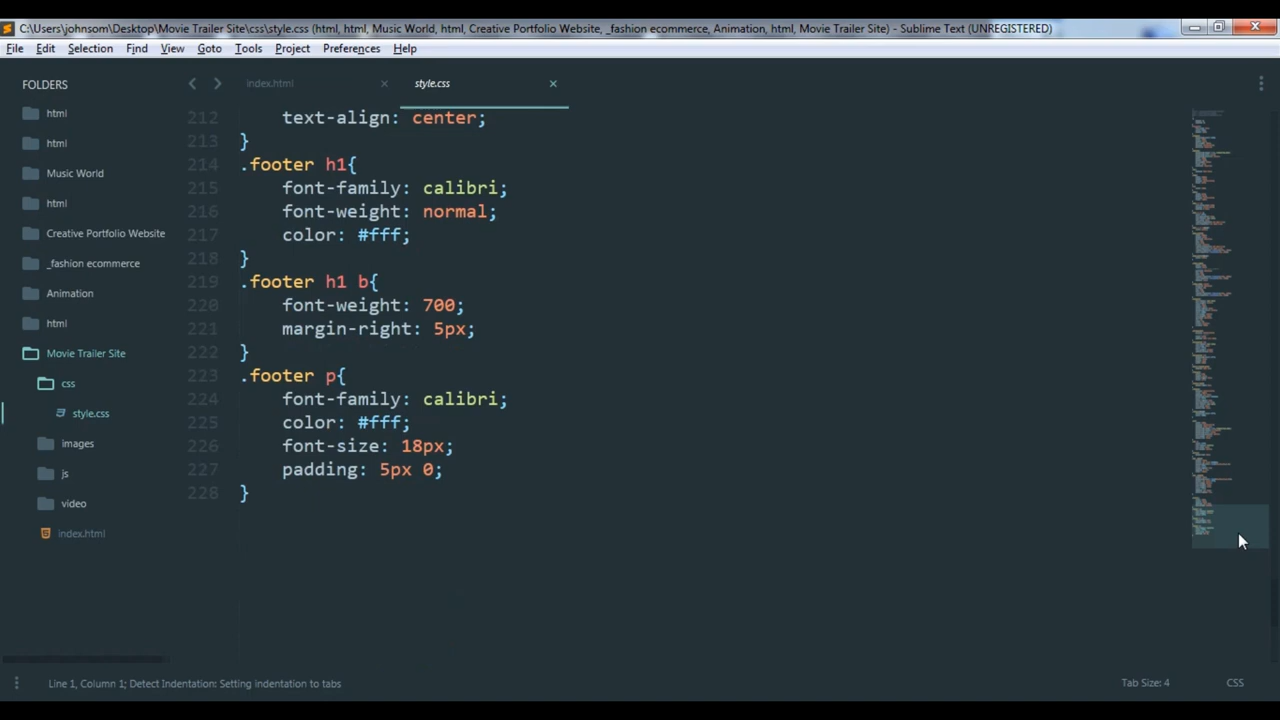 C:\Users\johnsom\Desktop\Movie Trailer Site\css\style.css (html, html, Music World, html, Creative Portfolio Website, _fashion ecommerce, Animation, html, Movie Trailer Site) - Sublime Text (UNREGISTERED)
File Edit Selection Find View Goto Tools Project Preferences Help
FOLDERS
html
html
Music World
html
Creative Portfolio Website
_fashion ecommerce
Animation
html
Movie Trailer Site
css
style.css
images
js
video
index.html
index.html style.css
212 text-align: center;
213 }
214 .footer h1{
215 font-family: calibri;
216 font-weight: normal;
217 color: #fff;
218 }
219 .footer h1 b{
220 font-weight: 700;
221 margin-right: 5px;
222 }
223 .footer p{
224 font-family: calibri;
225 color: #fff;
226 font-size: 18px;
227 padding: 5px 0;
228 }
Line 1, Column 1; Detect Indentation: Setting indentation to tabs
Tab Size: 4 CSS